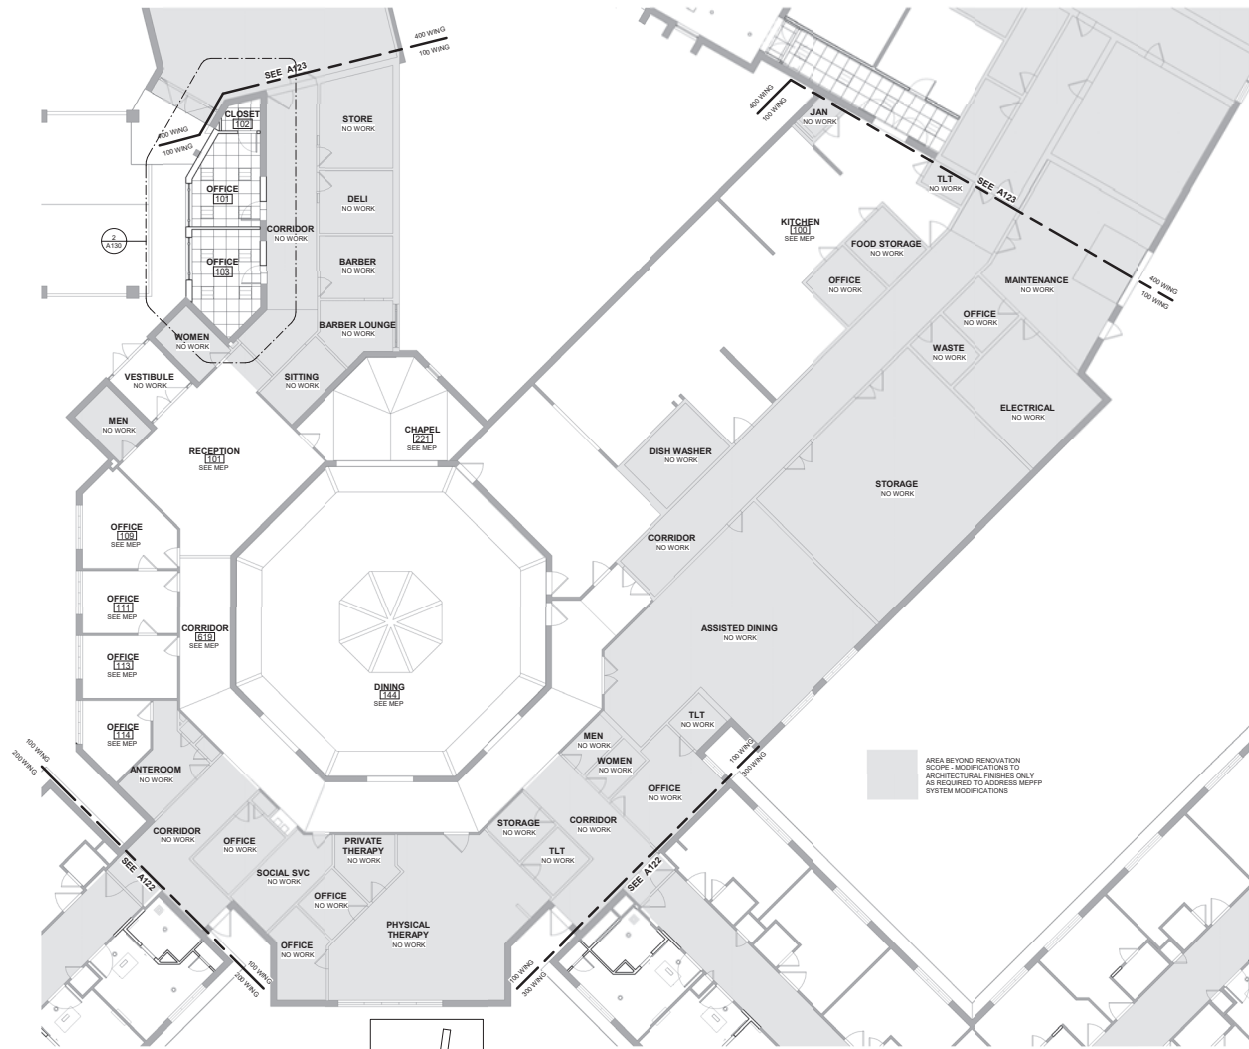 400 WING
100 WING
SEE A123
CLOSET
102
400 WING
100 WING
STORE
NO WORK
OFFICE
101
DELI
NO WORK
CORRIDOR
NO WORK
2
A130
OFFICE
103
BARBER
NO WORK
BARBER LOUNGE
NO WORK
WOMEN
NO WORK
VESTIBULE
NO WORK
SITTING
NO WORK
MEN
NO WORK
CHAPEL
221
SEE MEP
RECEPTION
101
SEE MEP
400 WING
100 WING
JAN
NO WORK
TLT
NO WORK
SEE A123
KITCHEN
100
SEE MEP
FOOD STORAGE
NO WORK
OFFICE
NO WORK
MAINTENANCE
NO WORK
400 WING
100 WING
OFFICE
NO WORK
WASTE
NO WORK
ELECTRICAL
NO WORK
DISH WASHER
NO WORK
STORAGE
NO WORK
CORRIDOR
NO WORK
OFFICE
109
SEE MEP
OFFICE
111
SEE MEP
CORRIDOR
619
SEE MEP
OFFICE
113
SEE MEP
DINING
144
SEE MEP
ASSISTED DINING
NO WORK
TLT
NO WORK
OFFICE
114
SEE MEP
100 WING
200 WING
ANTEROOM
NO WORK
MEN
NO WORK
WOMEN
NO WORK
100 WING
300 WING
OFFICE
NO WORK
AREA BEYOND RENOVATION
SCOPE - MODIFICATIONS TO
ARCHITECTURAL FINISHES ONLY
AS REQUIRED TO ADDRESS MEPFP
SYSTEM MODIFICATIONS
CORRIDOR
NO WORK
OFFICE
NO WORK
PRIVATE
THERAPY
NO WORK
STORAGE
NO WORK
CORRIDOR
NO WORK
TLT
NO WORK
SEE A122
SOCIAL SVC
NO WORK
OFFICE
NO WORK
SEE A122
PHYSICAL
THERAPY
NO WORK
OFFICE
NO WORK
100 WING
200 WING
100 WING
300 WING